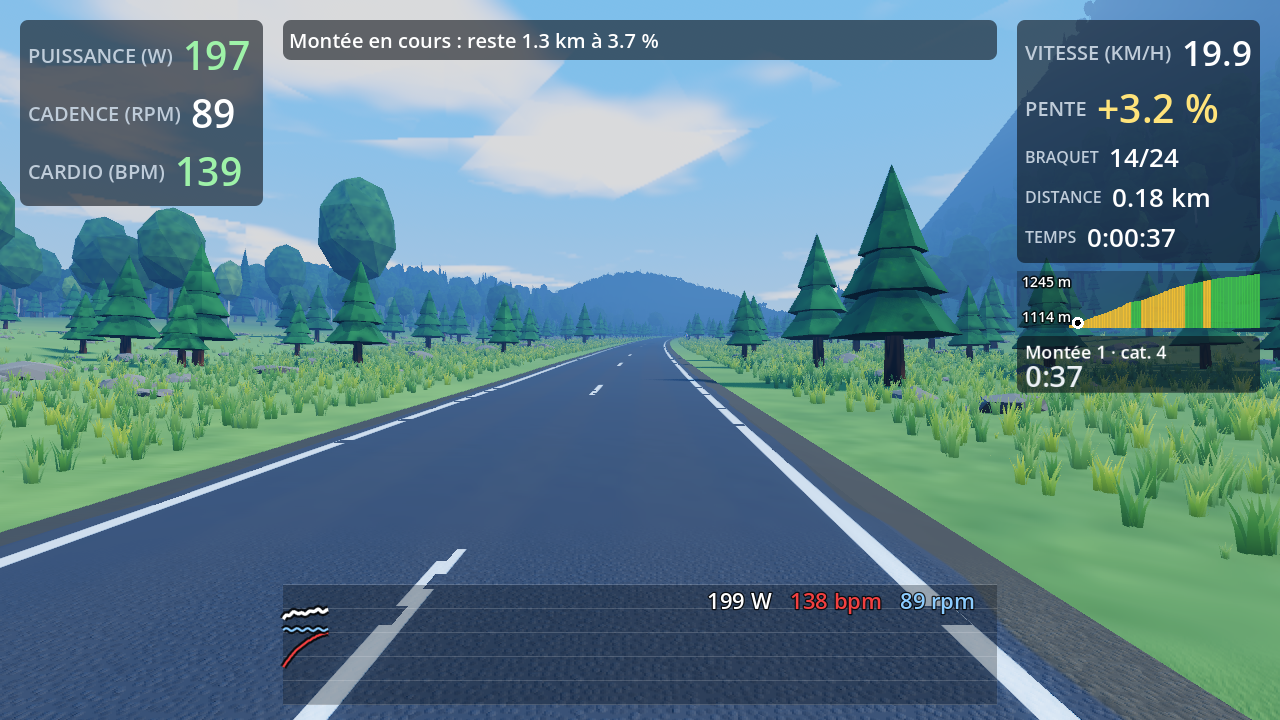 PUISSANCE (W) 197
CADENCE (RPM) 89
CARDIO (BPM) 139
Montée en cours : reste 1.3 km à 3.7 %
VITESSE (KM/H) 19.9
PENTE +3.2 %
BRAQUET 14/24
DISTANCE 0.18 km
TEMPS 0:00:37
1245 m
1114 m
Montée 1 · cat. 4
0:37
199 W 138 bpm 89 rpm